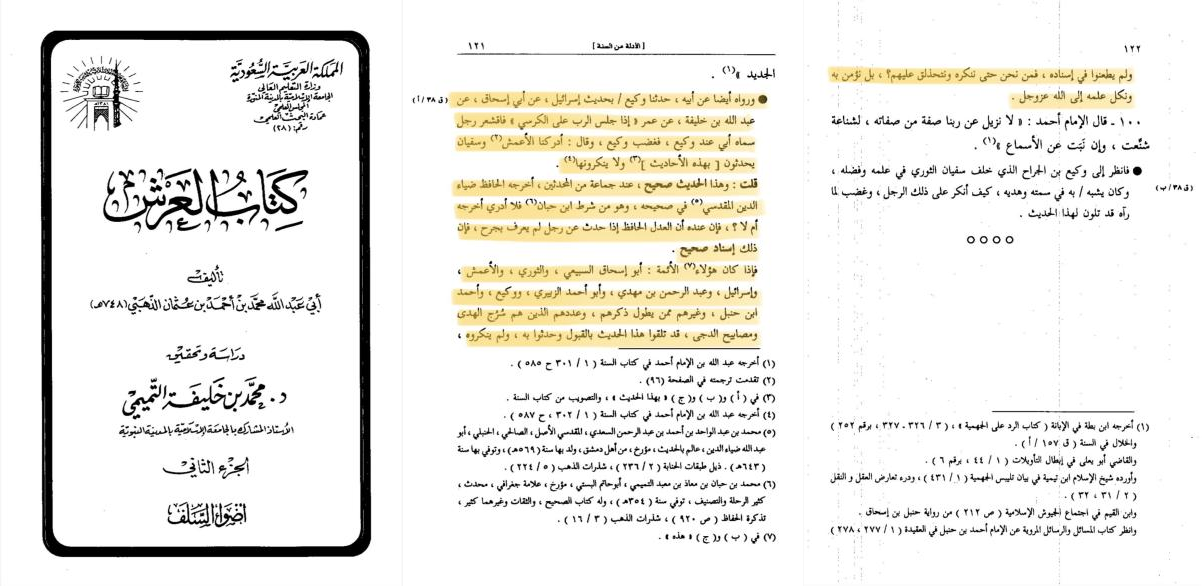 المملكة العربية السعودية
وزارة التعليم العالي
الجامعة الإسلامية بالمدينة المنورة
المجلس العلمي
عمادة البحث العلمي
رقم: (٢٨)
كتاب العرش
تأليف
أبي عبد الله محمد بن أحمد بن عثمان الذهبي (٧٤٨هـ)
دراسة وتحقيق
د. محمد بن خليفة التميمي
الأستاذ المشارك بالجامعة الإسلامية بالمدينة النبوية
الجزء الثاني
أضواء السلف
[ الأدلة من السنة ]
١٢١
الجديد » (١) .
● ورواه أيضا عن أبيه ، حدثنا وكيع / بحديث إسرائيل ، عن أبي إسحاق ، عن
(ق ٣٨/أ)
عبد الله بن خليفة ، عن عمر « إذا جلس الرب على الكرسي » فاقشعر رجل
سماه أبي عند وكيع ، فغضب وكيع ، وقال : أدركنا الأعمش (٢) وسفيان
يحدثون [ بهذه الأحاديث ] (٣) ولا ينكرونها (٤) .
قلت : وهذا الحديث صحيح ، عند جماعة من المحدثين ، أخرجه الحافظ ضياء
الدين المقدسي (٥) في صحيحه ، وهو من شرط ابن حبان (٦) فلا أدري أخرجه
أم لا ؟ ، فإن عنده أن العدل الحافظ إذا حدث عن رجل لم يعرف بجرح ، فإن
ذلك إسناد صحيح .
فإذا كان هؤلاء (٧) الأئمة : أبو إسحاق السبيعي ، والثوري ، والأعمش ،
وإسرائيل ، وعبد الرحمن بن مهدي ، وأبو أحمد الزبيري ، ووكيع ، وأحمد
ابن حنبل ، وغيرهم ممن يطول ذكرهم ، وعددهم الذين هم سُرُج الهدى
ومصابيح الدجى ، قد تلقوا هذا الحديث بالقبول وحدثوا به ، ولم ينكروه ،
(١) أخرجه عبد الله بن الإمام أحمد في كتاب السنة ( ١ / ٣٠١ ح ٥٨٥ ) .
(٢) تقدمت ترجمته في الصفحة (٩٦) .
(٣) في ( أ ) و( ب ) و( ج ) « بهذا الحديث » ، والتصويب من كتاب السنة .
(٤) أخرجه عبد الله بن الإمام أحمد في كتاب السنة ( ١ / ٣٠٢ ، ح ٥٨٧ ) .
(٥) محمد بن عبد الواحد بن أحمد بن عبد الرحمن السعدي ، المقدسي الأصل ، الصالحي ، الحنبلي ، أبو
عبد الله ضياء الدين ، عالم بالحديث ، مؤرخ ، من أهل دمشق ، ولد بها سنة (٥٦٩هـ) ، وتوفي بها سنة
(٦٤٣هـ) . ذيل طبقات الحنابة ( ٢ / ٢٣٦ ) ، شذرات الذهب ( ٥ / ٢٢٤ ) .
(٦) محمد بن حبان بن معاذ بن معبد التميمي ، أبوحاتم البستي ، مؤرخ ، علامة جغرافي ، محدث ،
كثير الرحلة والتصنيف ، توفي سنة (٣٥٤هـ) ، وله كتاب الصحيح ، والثقات وغيرهما كثير ،
تذكرة الحفاظ ( ص ٩٢٠ ) ، شذرات الذهب ( ٣ / ١٦ ) .
(٧) في ( ب ) و( ج ) « هذه » .
١٢٢
ولم يطعنوا في إسناده ، فمن نحن حتى ننكره ونتحذلق عليهم؟ ، بل نؤمن به
ونكل علمه إلى الله عزوجل .
١٠٠ - قال الإمام أحمد : « لا نزيل عن ربنا صفة من صفاته ، لشناعة
شنِّعت ، وإن نَبَت عن الأسماع » (١) .
● فانظر إلى وكيع بن الجراح الذي خلف سفيان الثوري في علمه وفضله ،
وكان يشبه / به في سمته وهديه ، كيف أنكر على ذلك الرجل ، وغضب لما
(ق ٣٨/ب)
رآه قد تلون لهذا الحديث .
(١) أخرجه ابن بطة في الإبانة ( كتاب الرد على الجهمية ) ، ( ٣ / ٣٢٦ - ٣٢٧ ، برقم ٢٥٢ )
والخلال في السنة ( ق ١٥٧ / أ ) .
والقاضي أبو يعلى في إبطال التأويلات ( ١ / ٤٤ ، برقم ٦ ) .
وأورده شيخ الإسلام ابن تيمية في بيان تلبيس الجهمية ( ١ / ٤٣١ ) ، ودرء تعارض العقل و النقل
( ٢ / ٣١ ، ٣٢ ) .
وابن القيم في اجتماع الجيوش الإسلامية ( ص ٢١٢ ) من رواية حنبل بن إسحاق .
وانظر كتاب المسائل والرسائل المروية عن الإمام أحمد بن حنبل في العقيدة ( ١ / ٢٧٧ ، ٢٧٨ )